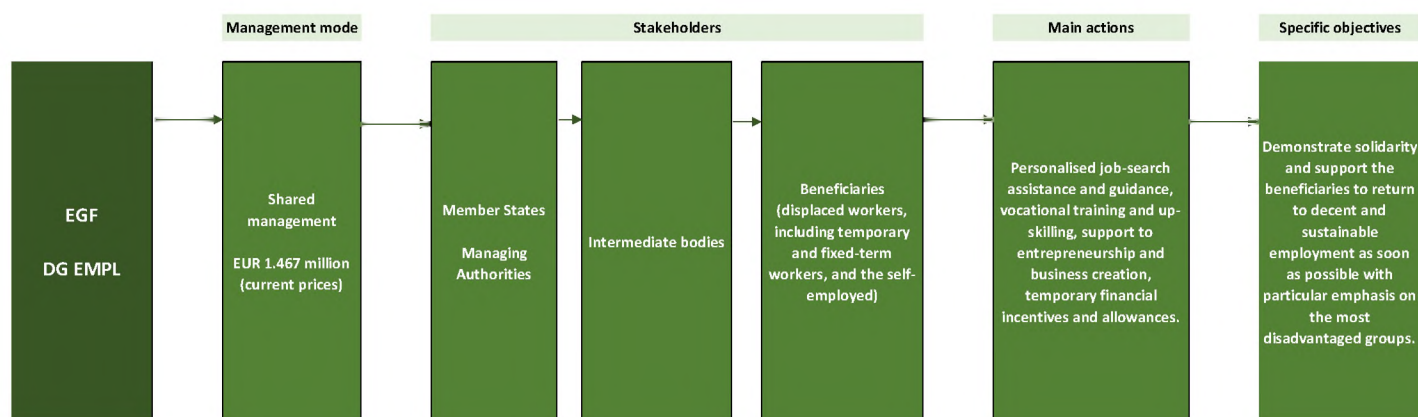 Management mode
Stakeholders
Main actions
Specific objectives
EGF
DG EMPL
Shared
management
EUR 1.467 million
(current prices)
Member States
Managing
Authorities
Intermediate bodies
Beneficiaries
(displaced workers,
including temporary
and fixed-term
workers, and the self-
employed)
Personalised job-search
assistance and guidance,
vocational training and up-
skilling, support to
entrepreneurship and
business creation,
temporary financial
incentives and allowances.
Demonstrate solidarity
and support the
beneficiaries to return
to decent and
sustainable
employment as soon
as possible with
particular emphasis on
the most
disadvantaged groups.